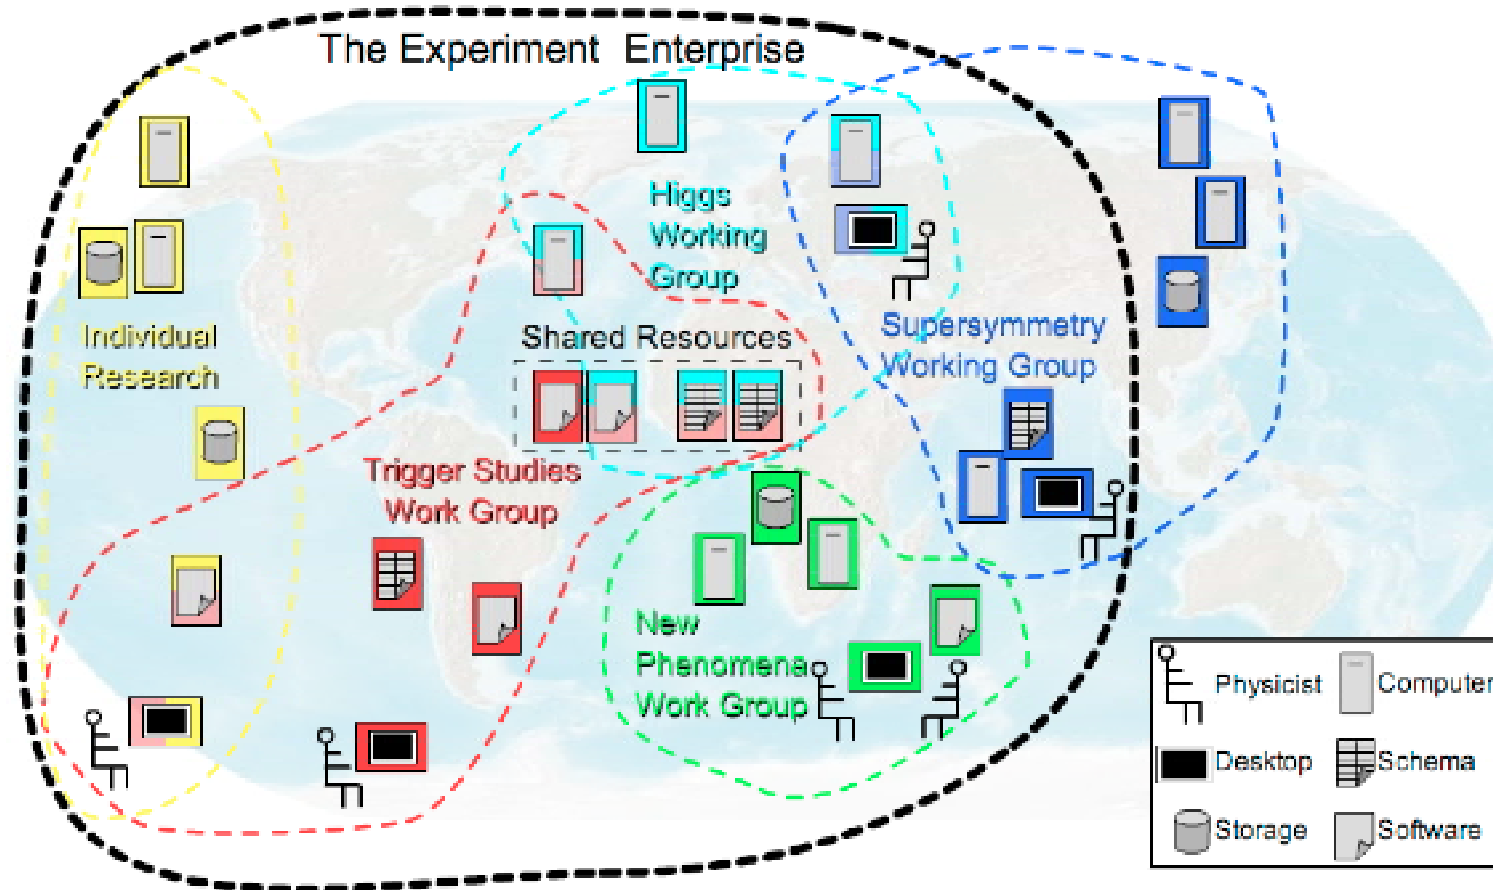 The Experiment Enterprise
Higgs
Working
Group
Individual
Research
Shared Resources
Supersymmetry
Working Group
Trigger Studies
Work Group
New
Phenomena
Work Group
Physicist
Computer
Desktop
Schema
Storage
Software